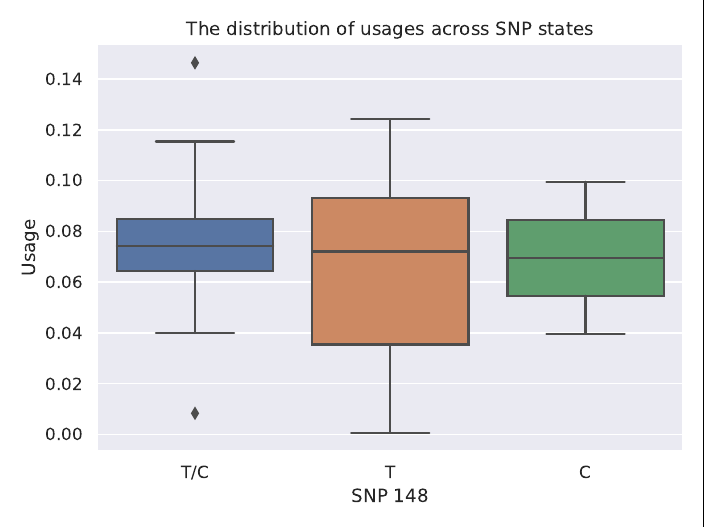 The distribution of usages across SNP states
0.14
0.12
0.10
0.08
0.06
0.04
0.02
0.00
Usage
T/C T C
SNP 148